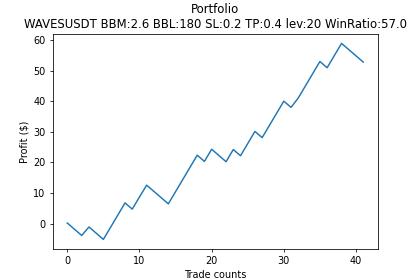 Portfolio
WAVESUSDT BBM:2.6 BBL:180 SL:0.2 TP:0.4 lev:20 WinRatio:57.0
60
50
40
30
20
10
0
Profit ($)
0 10 20 30 40
Trade counts